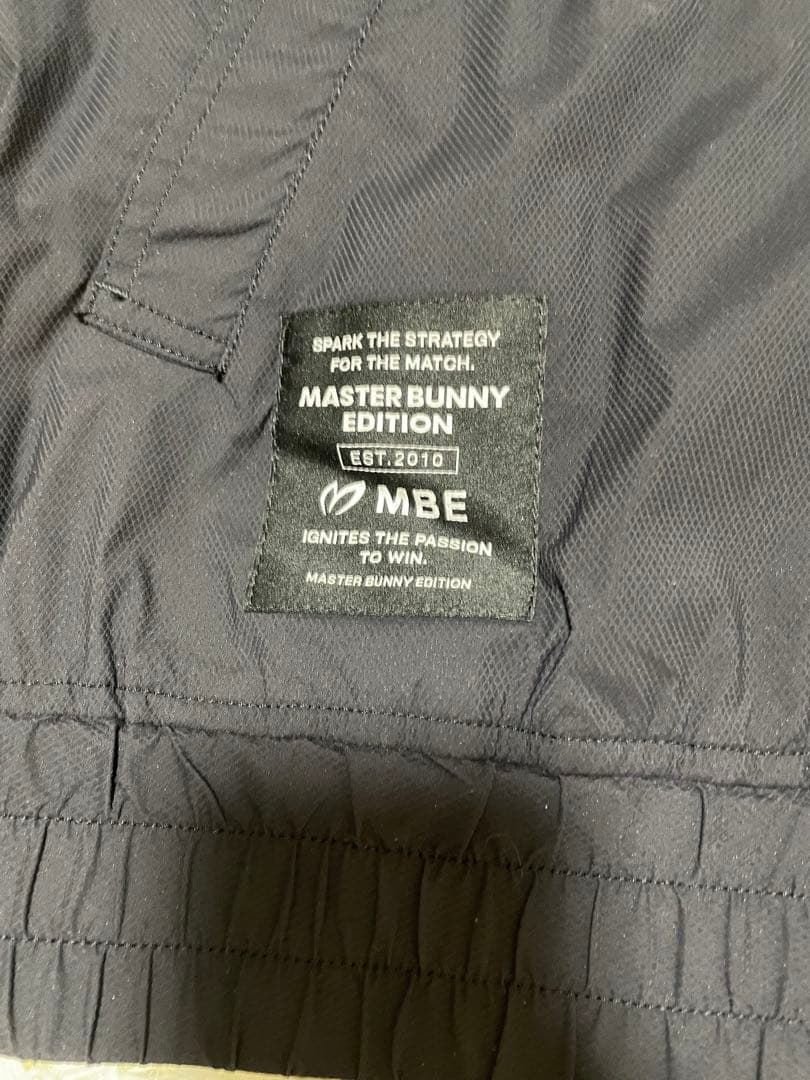 SPARK THE STRATEGY
FOR THE MATCH.
MASTER BUNNY
EDITION
EST.2010
MBE
IGNITES THE PASSION
TO WIN.
MASTER BUNNY EDITION